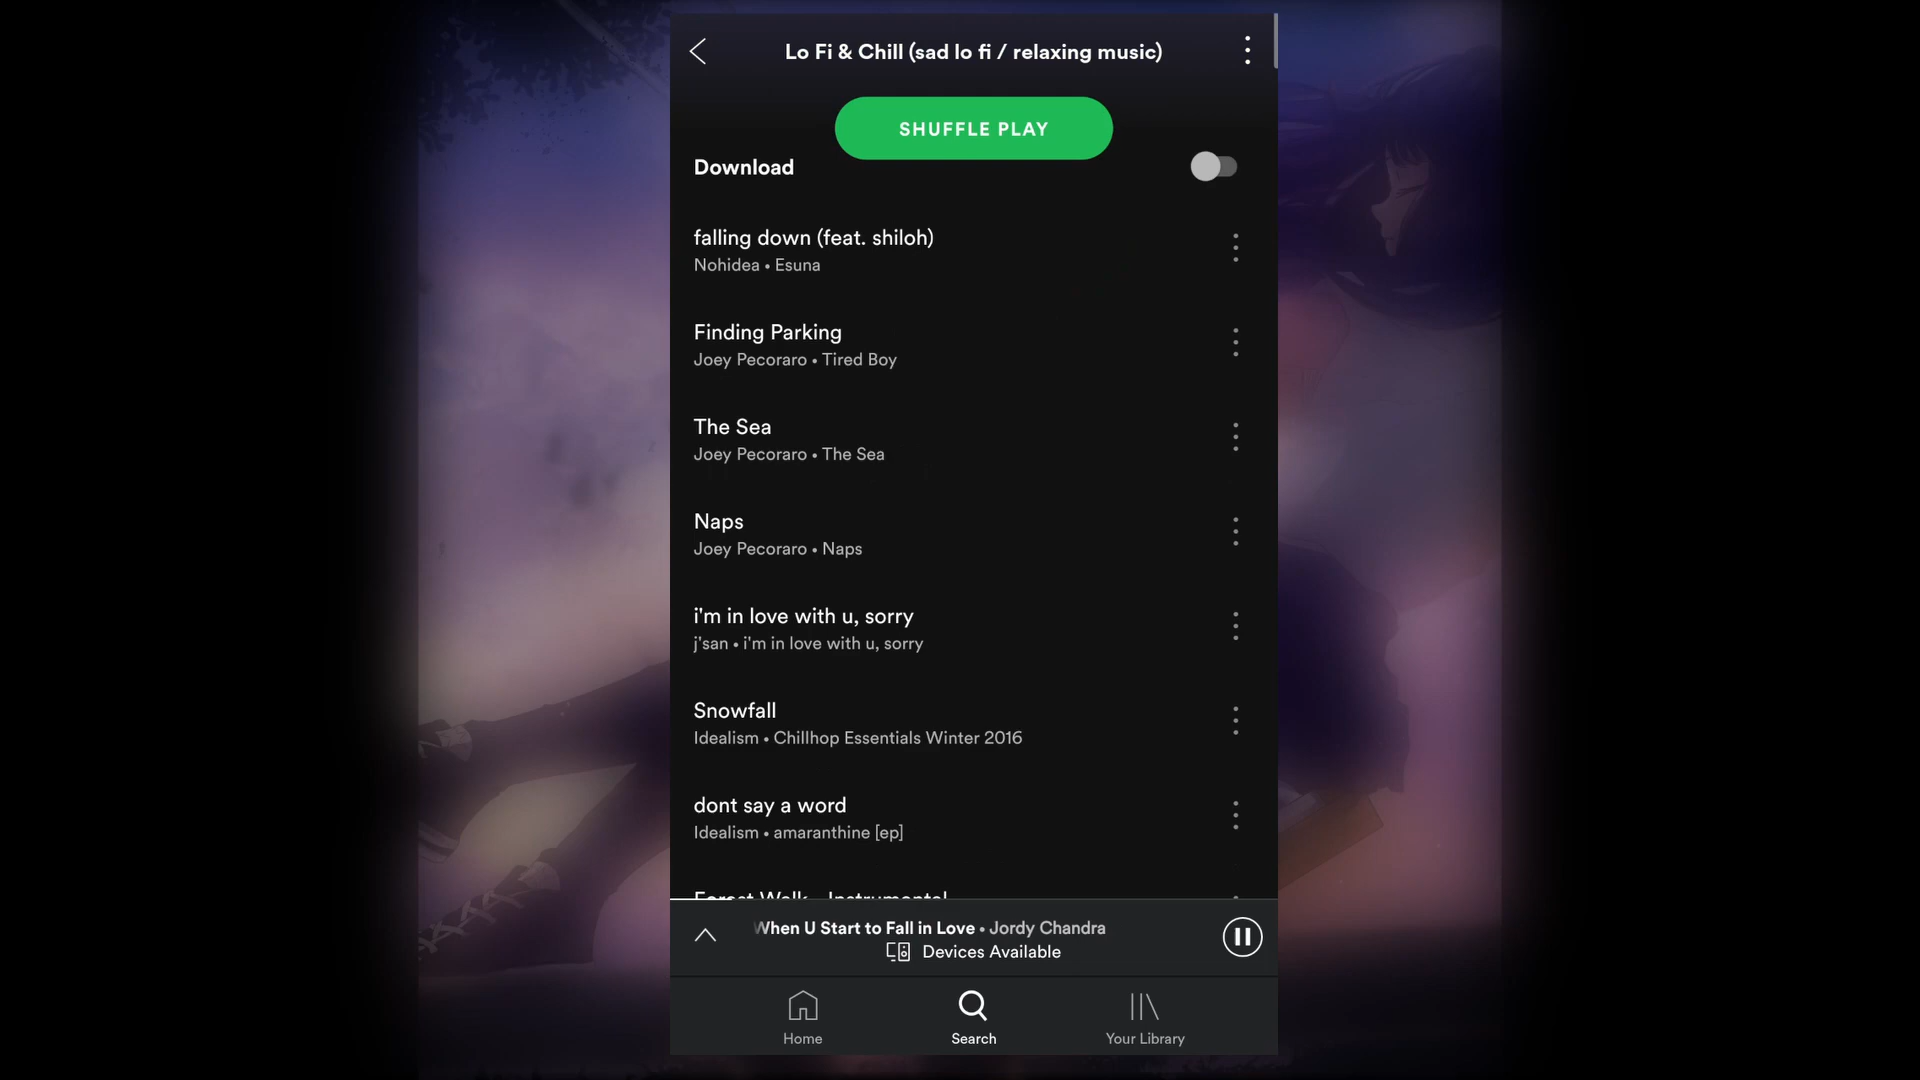 Lo Fi & Chill (sad lo fi / relaxing music)
SHUFFLE PLAY
Download
falling down (feat. shiloh)
Nohidea • Esuna
Finding Parking
Joey Pecoraro • Tired Boy
The Sea
Joey Pecoraro • The Sea
Naps
Joey Pecoraro • Naps
i'm in love with u, sorry
j'san • i'm in love with u, sorry
Snowfall
Idealism • Chillhop Essentials Winter 2016
dont say a word
Idealism • amaranthine [ep]
Forest Walk - Instrumental
When U Start to Fall in Love • Jordy Chandra
Devices Available
Home
Search
Your Library